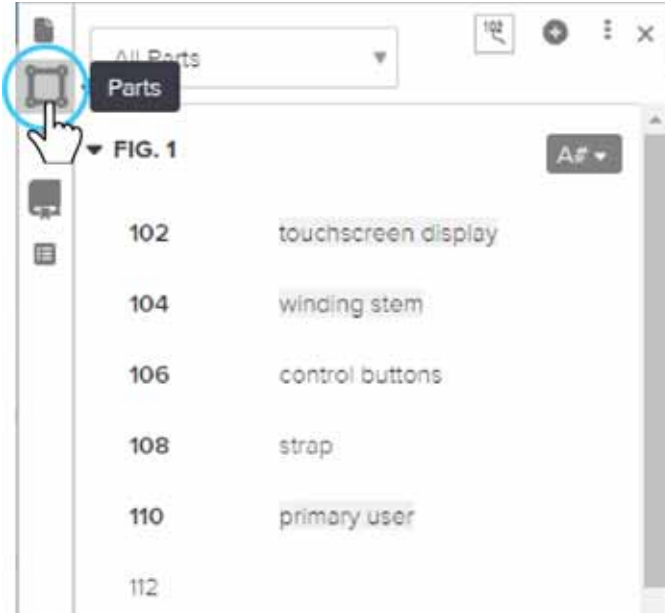 102
All Parts
Parts
FIG. 1
A#
102 touchscreen display
104 winding stem
106 control buttons
108 strap
110 primary user
112